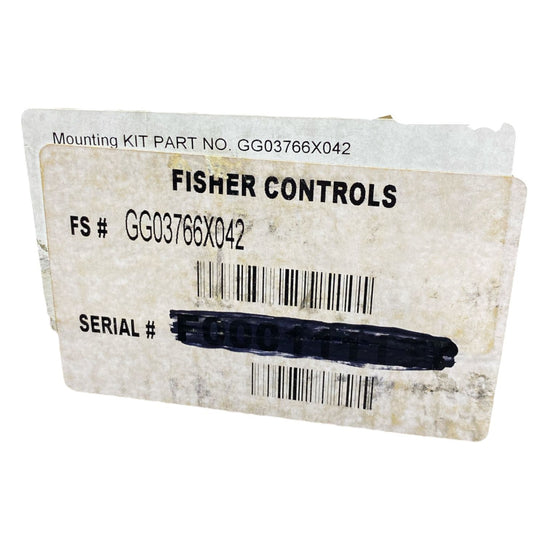 Mounting KIT PART NO. GG03766X042
FISHER CONTROLS
FS # GG03766X042
SERIAL #